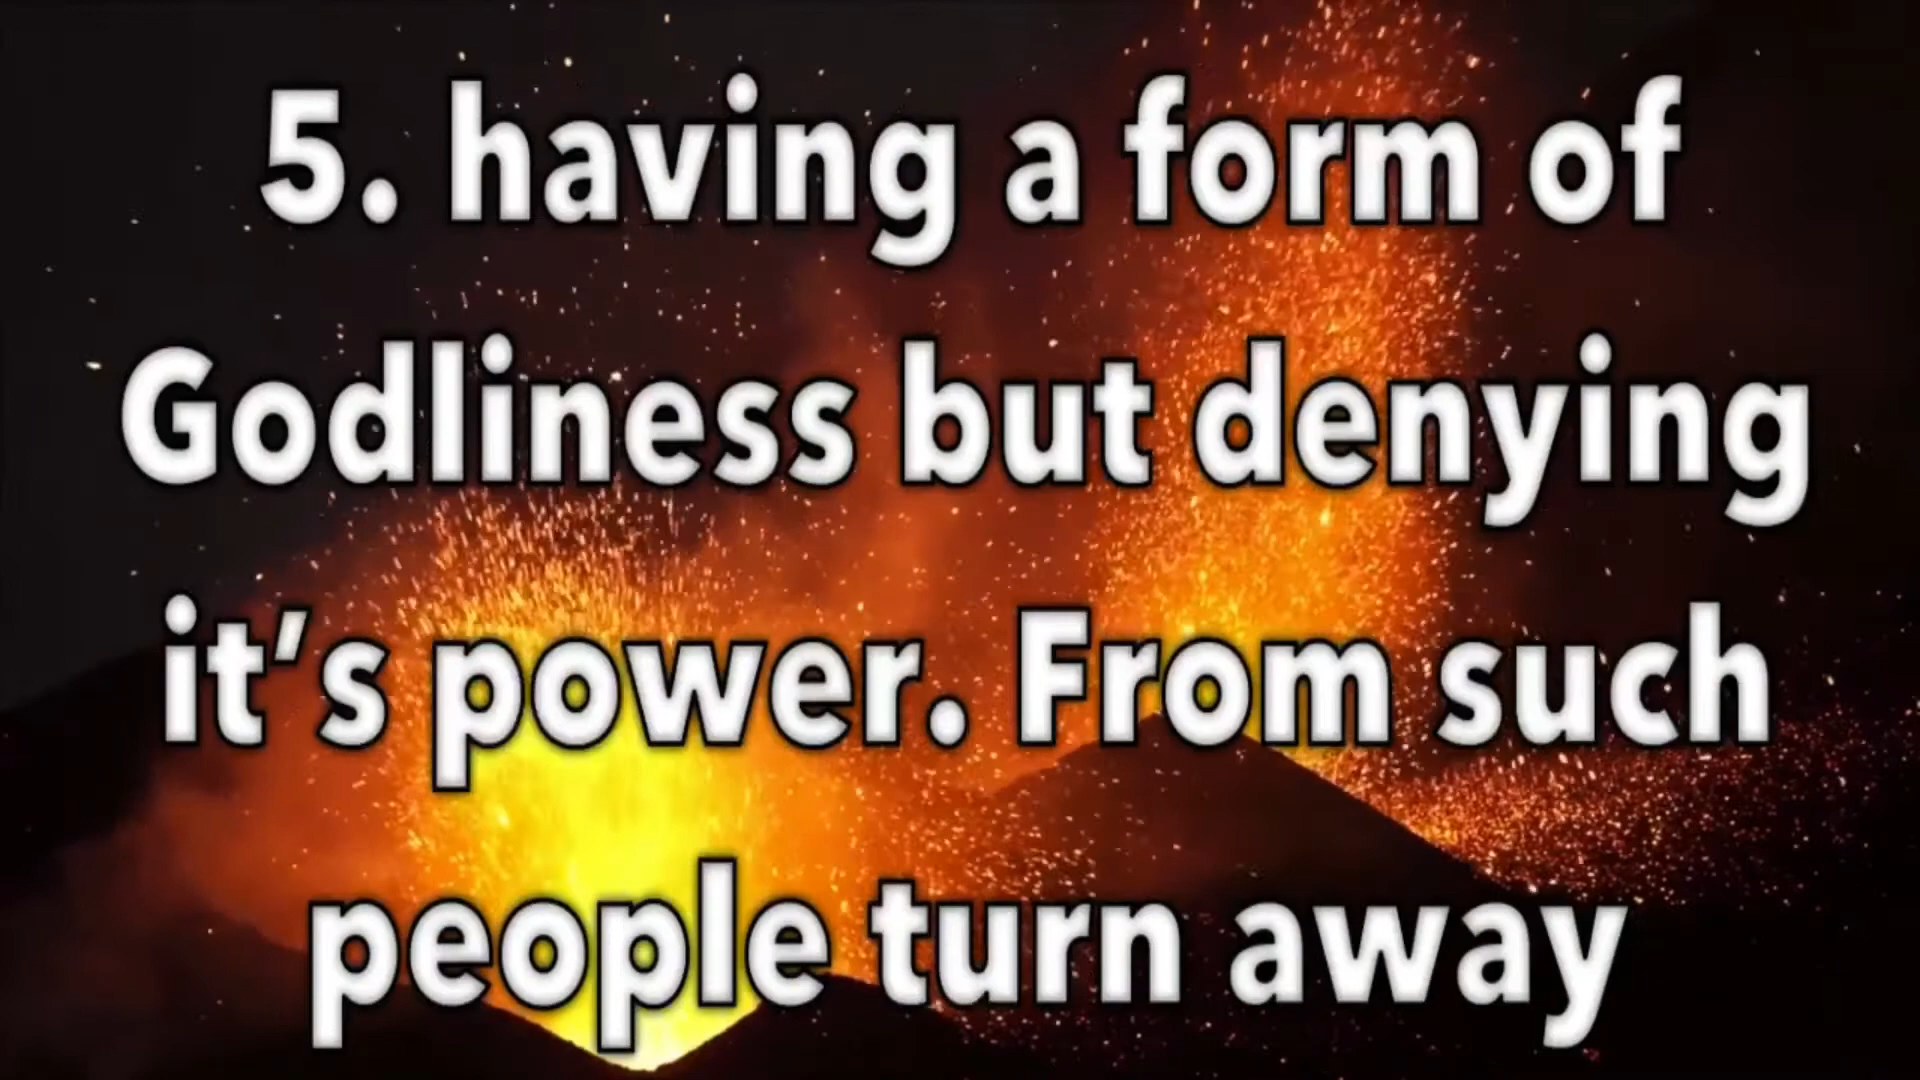 5. having a form of
Godliness but denying
it’s power. From such
people turn away